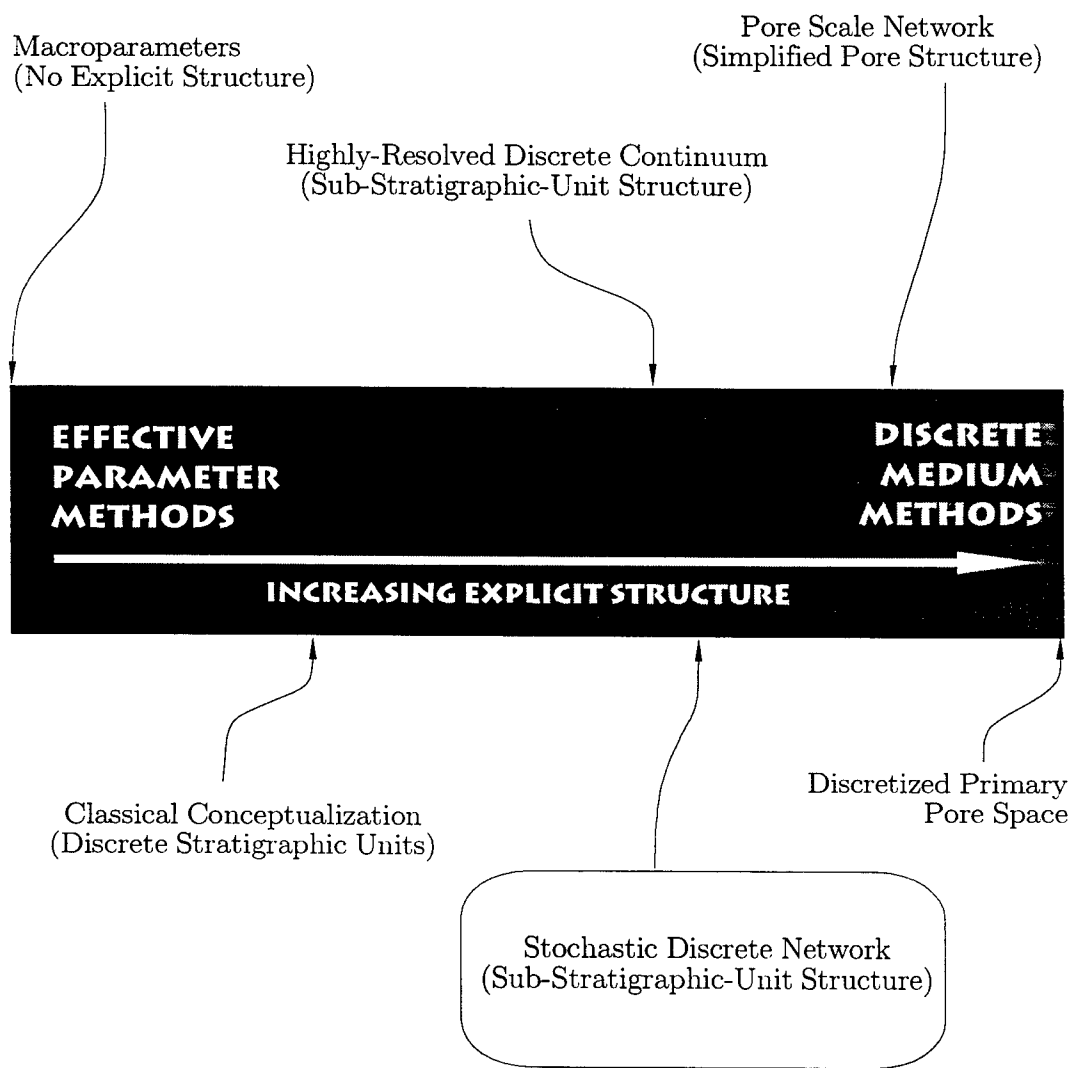 Macroparameters
(No Explicit Structure)
Pore Scale Network
(Simplified Pore Structure)
Highly-Resolved Discrete Continuum
(Sub-Stratigraphic-Unit Structure)
EFFECTIVE
PARAMETER
METHODS
DISCRETE
MEDIUM
METHODS
INCREASING EXPLICIT STRUCTURE
Classical Conceptualization
(Discrete Stratigraphic Units)
Discretized Primary
Pore Space
Stochastic Discrete Network
(Sub-Stratigraphic-Unit Structure)